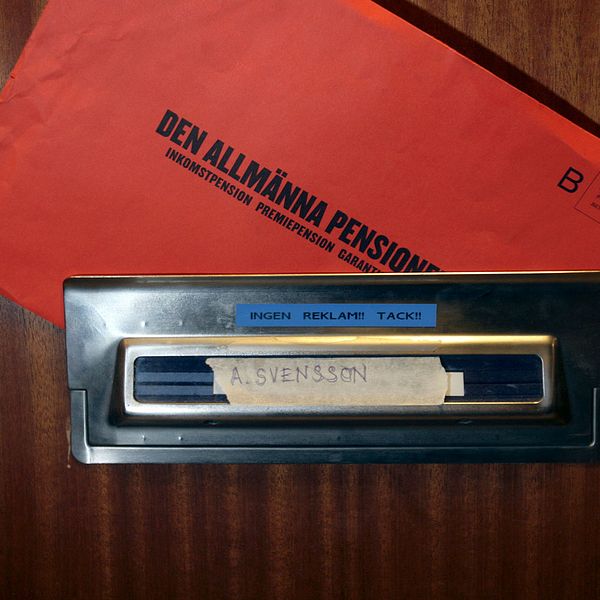 DEN ALLMÄNNA PENSIONE
INKOMSTPENSION PREMIEPENSION GARANT
B
INGEN REKLAM!! TACK!!
A. SVENSSON